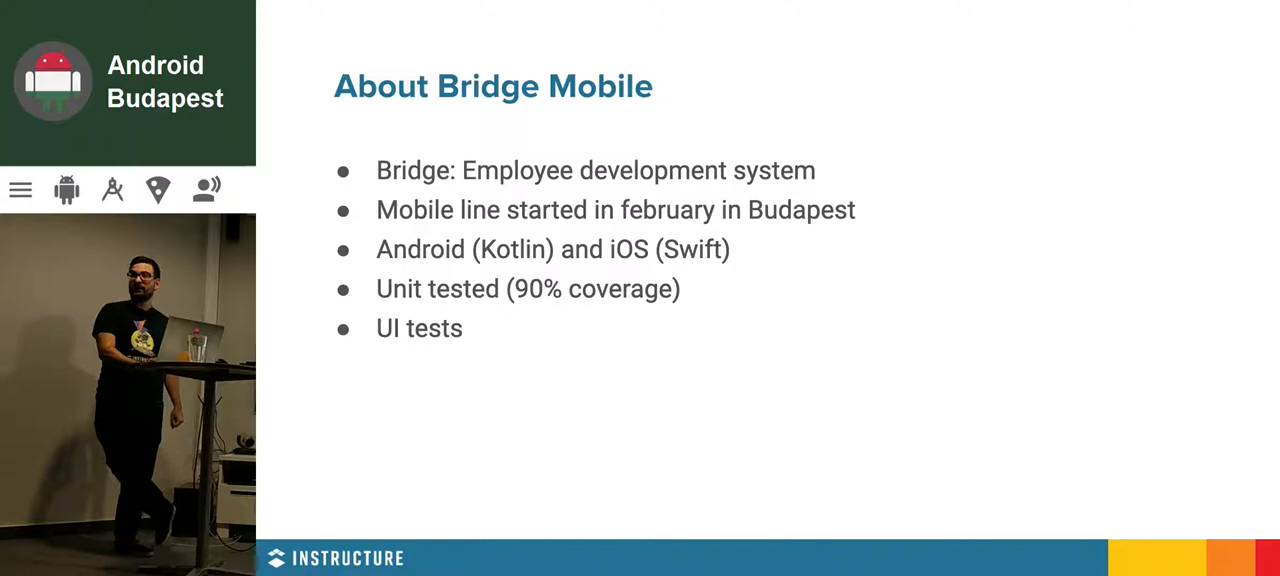 Android
Budapest
About Bridge Mobile
● Bridge: Employee development system
● Mobile line started in february in Budapest
● Android (Kotlin) and iOS (Swift)
● Unit tested (90% coverage)
● UI tests
INSTRUCTURE